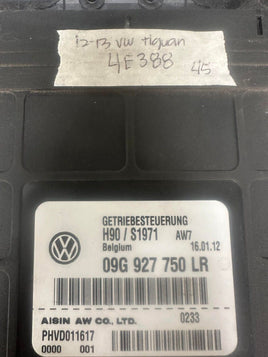 12-13 VW tiguan
4E388 45
GETRIEBESTEUERUNG
H90 / S1971 AW7
Belgium 16.01.12
09G 927 750 LR
AISIN AW CO., LTD. 0233
PHVD011617
0000 001